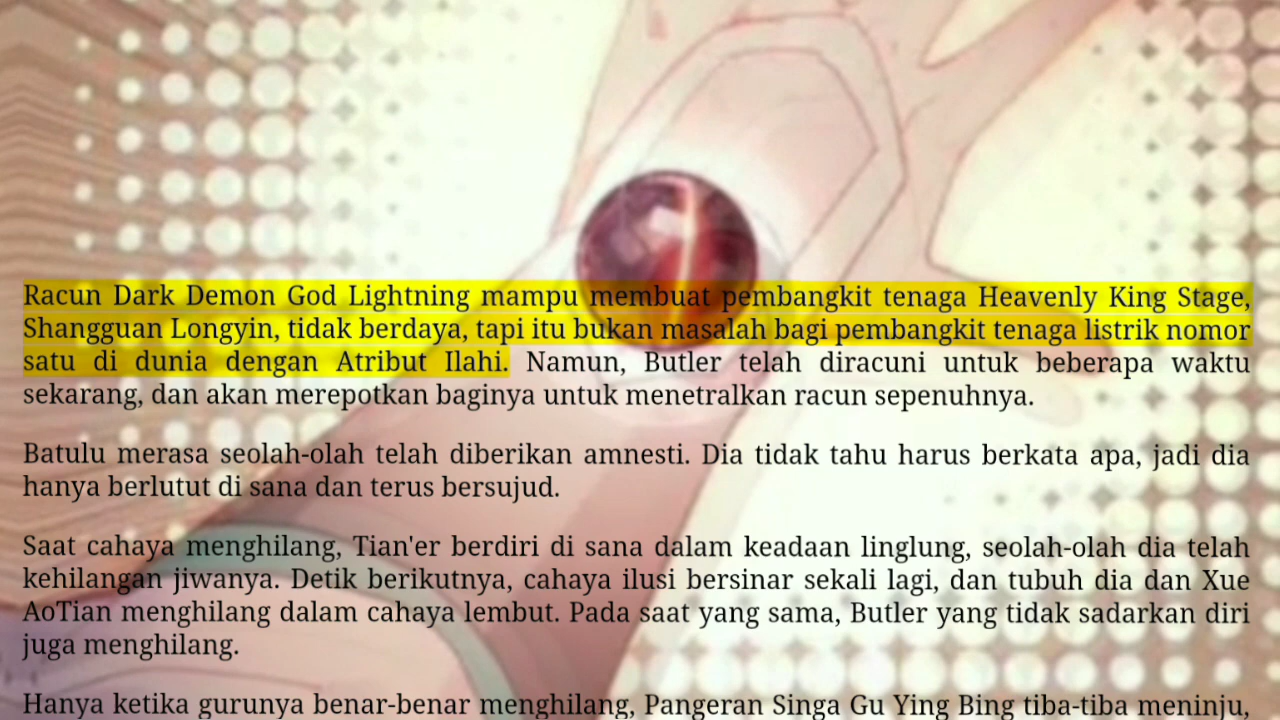 Racun Dark Demon God Lightning mampu membuat pembangkit tenaga Heavenly King Stage,
Shangguan Longyin, tidak berdaya, tapi itu bukan masalah bagi pembangkit tenaga listrik nomor
satu di dunia dengan Atribut Ilahi. Namun, Butler telah diracuni untuk beberapa waktu
sekarang, dan akan merepotkan baginya untuk menetralkan racun sepenuhnya.
Batulu merasa seolah-olah telah diberikan amnesti. Dia tidak tahu harus berkata apa, jadi dia
hanya berlutut di sana dan terus bersujud.
Saat cahaya menghilang, Tian'er berdiri di sana dalam keadaan linglung, seolah-olah dia telah
kehilangan jiwanya. Detik berikutnya, cahaya ilusi bersinar sekali lagi, dan tubuh dia dan Xue
AoTian menghilang dalam cahaya lembut. Pada saat yang sama, Butler yang tidak sadarkan diri
juga menghilang.
Hanya ketika gurunya benar-benar menghilang, Pangeran Singa Gu Ying Bing tiba-tiba meninju,